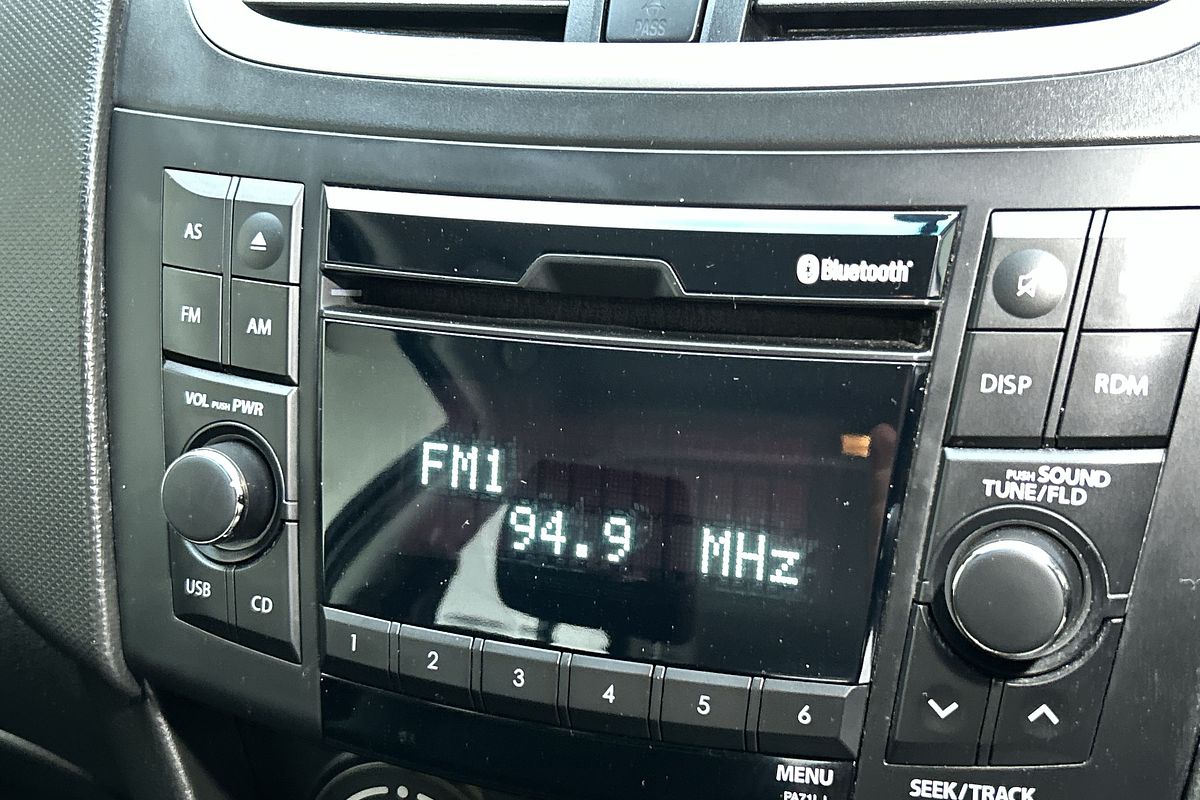 PASS
AS
Bluetooth
FM
AM
DISP
RDM
VOL PUSH PWR
PUSH SOUND
TUNE/FLD
FM1
94.9 MHz
USB
CD
1 2 3 4 5 6
MENU
SEEK/TRACK